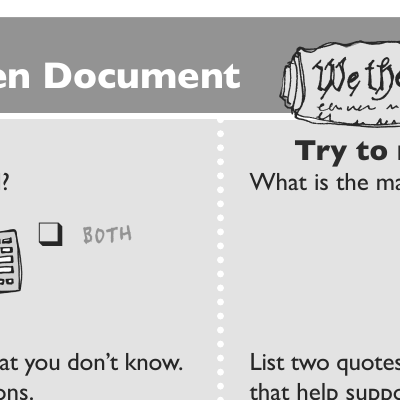 en Document
We the
Try to
?
What is the ma
BOTH
at you don't know.
List two quotes
ons.
that help suppo